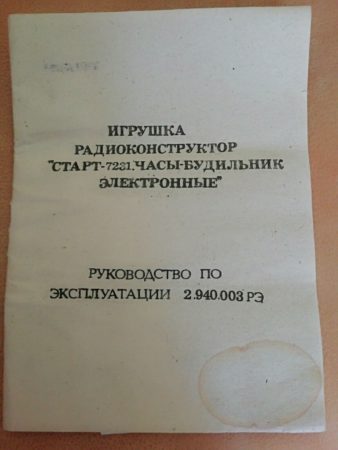 ИГРУШКА
РАДИОКОНСТРУКТОР
"СТАРТ-7231.ЧАСЫ-БУДИЛЬНИК
ЭЛЕКТРОННЫЕ"
РУКОВОДСТВО ПО
ЭКСПЛУАТАЦИИ 2.940.003 РЭ